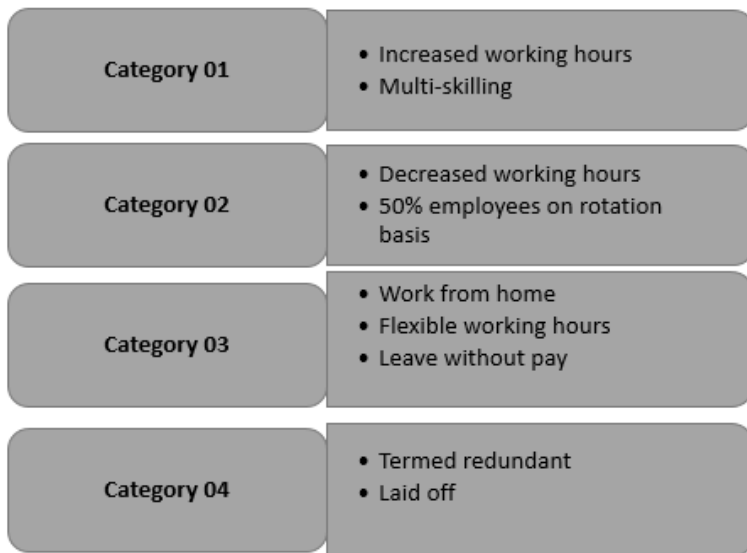 Category 01
• Increased working hours
• Multi-skilling
Category 02
• Decreased working hours
• 50% employees on rotation
basis
Category 03
• Work from home
• Flexible working hours
• Leave without pay
Category 04
• Termed redundant
• Laid off